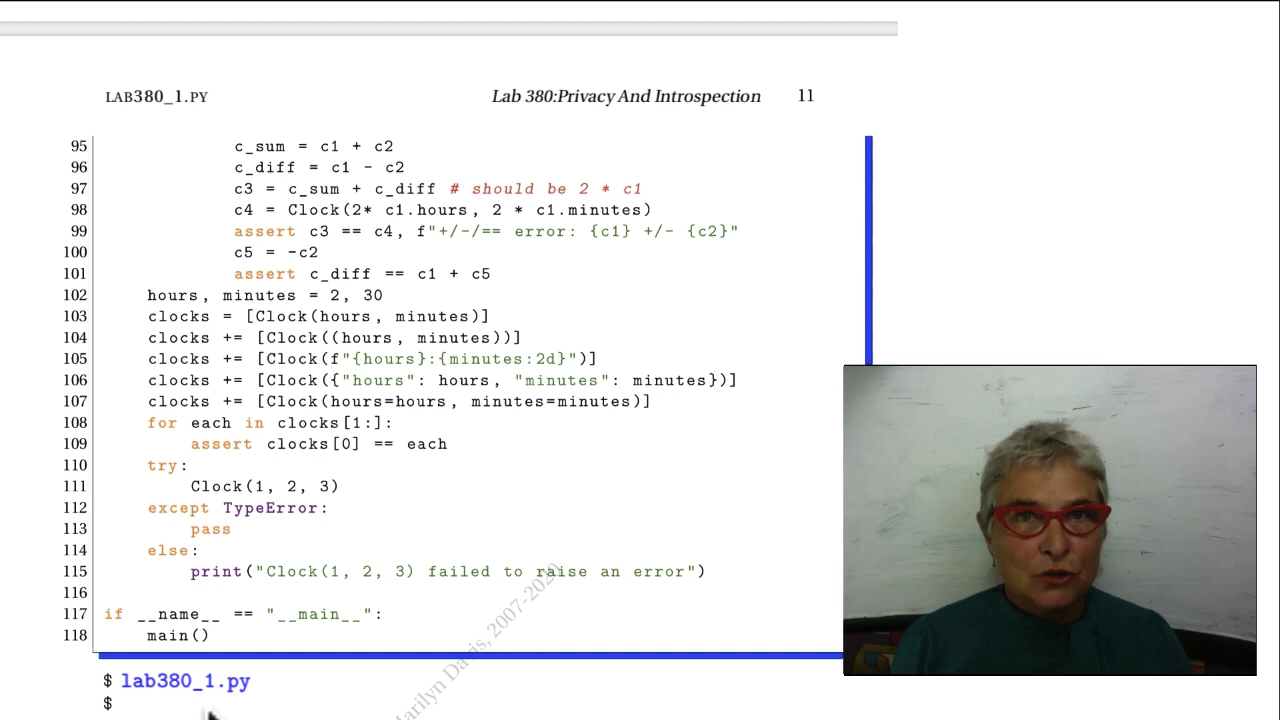 LAB380_1.PY Lab 380:Privacy And Introspection 11
95 c_sum = c1 + c2
96 c_diff = c1 - c2
97 c3 = c_sum + c_diff # should be 2 * c1
98 c4 = Clock(2* c1.hours, 2 * c1.minutes)
99 assert c3 == c4, f"+/-/== error: {c1} +/- {c2}"
100 c5 = -c2
101 assert c_diff == c1 + c5
102 hours, minutes = 2, 30
103 clocks = [Clock(hours, minutes)]
104 clocks += [Clock((hours, minutes))]
105 clocks += [Clock(f"{hours}:{minutes:2d}")]
106 clocks += [Clock({"hours": hours, "minutes": minutes})]
107 clocks += [Clock(hours=hours, minutes=minutes)]
108 for each in clocks[1:]:
109 assert clocks[0] == each
110 try:
111 Clock(1, 2, 3)
112 except TypeError:
113 pass
114 else:
115 print("Clock(1, 2, 3) failed to raise an error")
116
117 if __name__ == "__main__":
118 main()
$ lab380_1.py
$